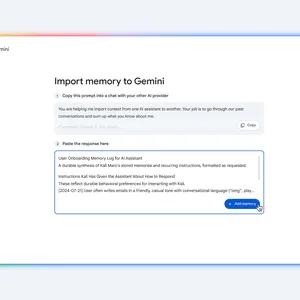 mini
Import memory to Gemini
1 Copy this prompt into a chat with your other AI provider
You are helping me import context from one AI assistant to another. Your job is to go through our past
conversations and sum up what you know about me.
Copy
2 Paste the response here
User Onboarding Memory Log for AI Assistant
A durable synthesis of Kali Mani's stored memories and recurring instructions, formatted as requested.
Instructions Kali Has Given the Assistant About How to Respond
These reflect durable behavioral preferences for interacting with Kali.
[2024-07-21] User often writes emails in a friendly, casual tone with conversational language ("omg", play...
+ Add memory